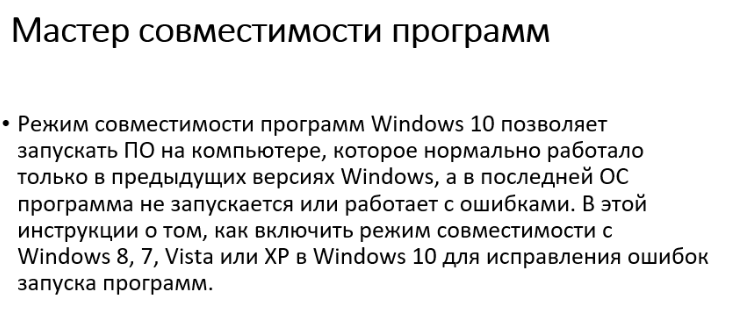 Мастер совместимости программ
• Режим совместимости программ Windows 10 позволяет
запускать ПО на компьютере, которое нормально работало
только в предыдущих версиях Windows, а в последней ОС
программа не запускается или работает с ошибками. В этой
инструкции о том, как включить режим совместимости с
Windows 8, 7, Vista или XP в Windows 10 для исправления ошибок
запуска программ.